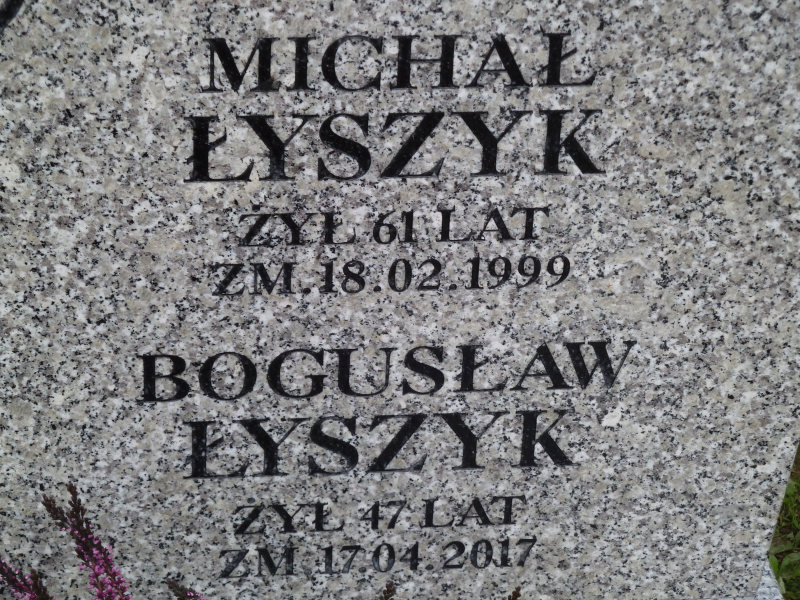 MICHAŁ
ŁYSZYK
ŻYŁ 61 LAT
ZM.18.02.1999
BOGUSŁAW
ŁYSZYK
ŻYŁ 47 LAT
ZM.17.04.2017